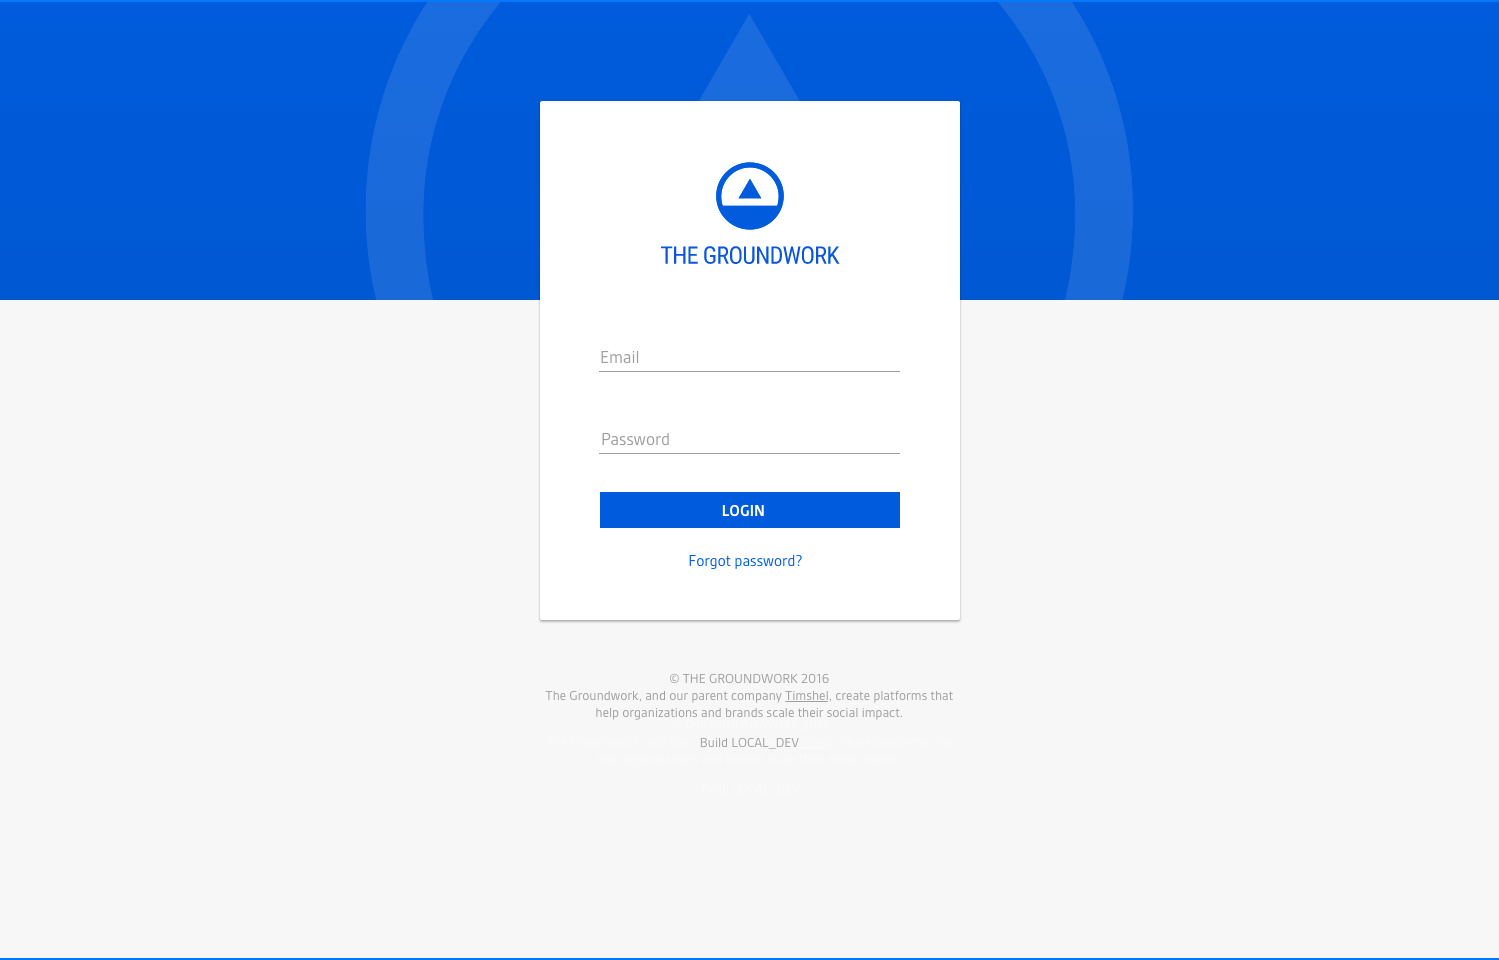 THE GROUNDWORK
Email
Password
LOGIN
Forgot password?
© THE GROUNDWORK 2016
The Groundwork, and our parent company Timshel, create platforms that
help organizations and brands scale their social impact.
Build LOCAL_DEV